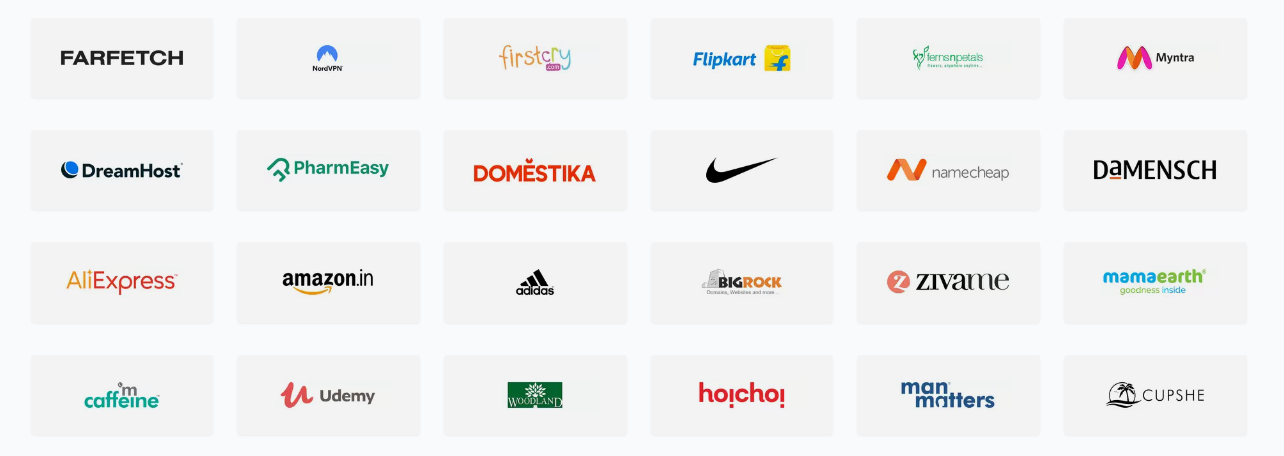 FARFETCH
NordVPN
firstcry
.com
Flipkart
fernsnpetals
flowers, anywhere anytime...
Myntra
DreamHost
PharmEasy
DOMĚSTIKA
namecheap
DaMENSCH
AliExpress
amazon.in
adidas
BIGROCK
Domains, Websites and more...
zivame
mamaearth
goodness inside
'm
caffeine
Udemy
WOODLAND
hoichoi
man
matters
CUPSHE